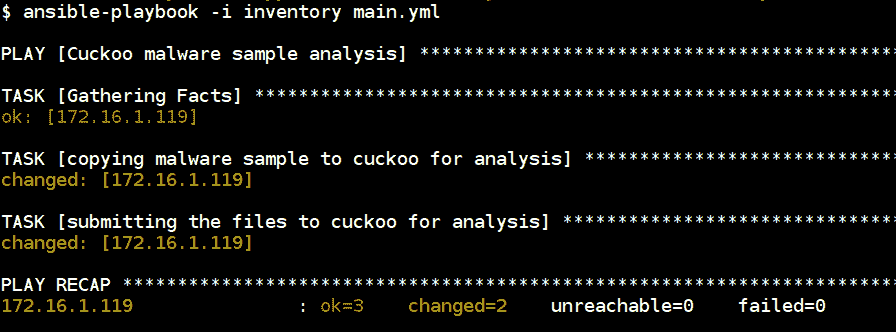 $ ansible-playbook -i inventory main.yml
PLAY [Cuckoo malware sample analysis] *******************************************
TASK [Gathering Facts] **********************************************************
ok: [172.16.1.119]
TASK [copying malware sample to cuckoo for analysis] ****************************
changed: [172.16.1.119]
TASK [submitting the files to cuckoo for analysis] ******************************
changed: [172.16.1.119]
PLAY RECAP **********************************************************************
172.16.1.119 : ok=3 changed=2 unreachable=0 failed=0